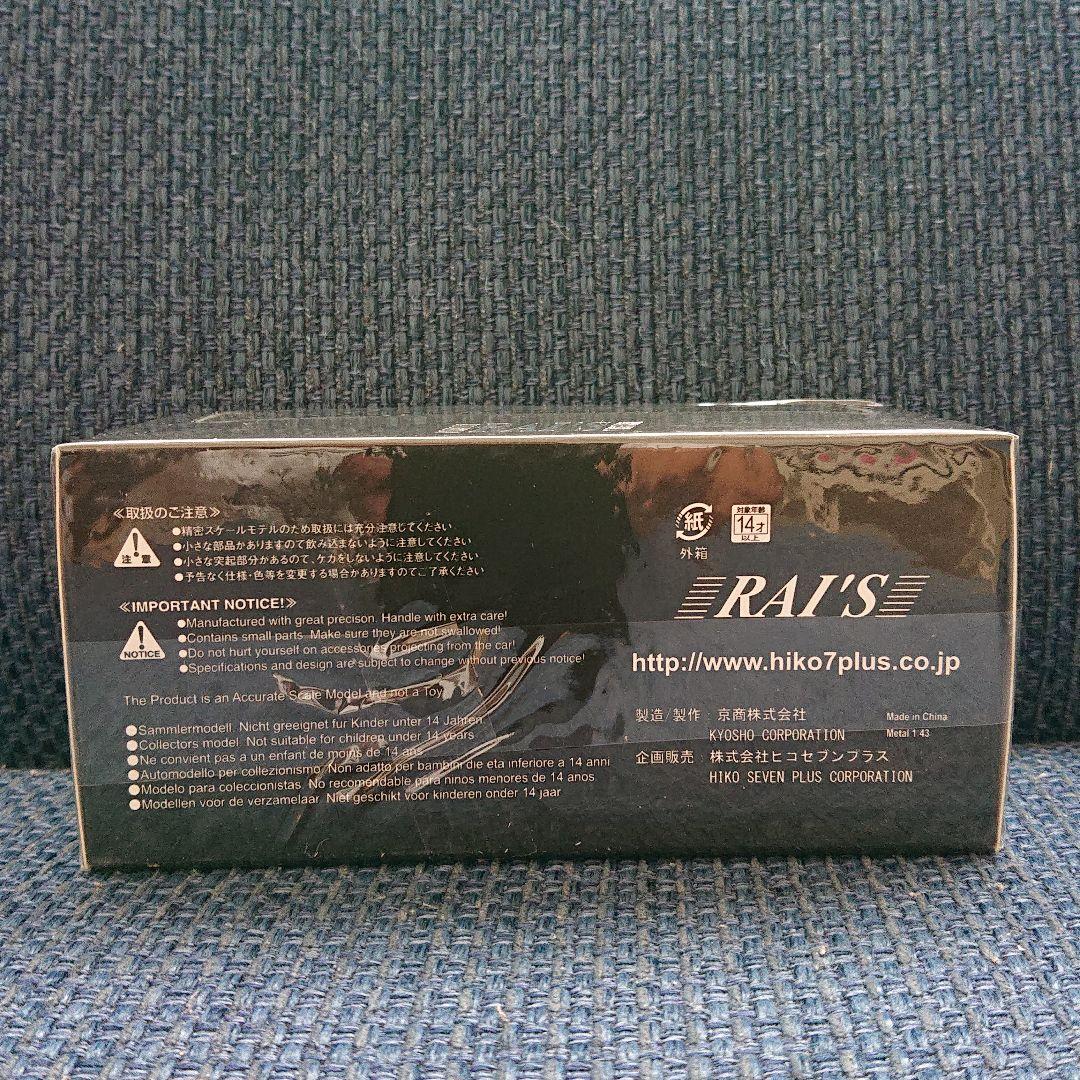 ≪取扱のご注意≫
注意
●精密スケールモデルのため取扱には充分注意してください
●小さな部品がありますので飲み込まないように注意してください
●小さな突起部分があるので、ケガをしないように注意してください
●予告なく仕様・色等を変更する場合がありますのでご了承ください
≪IMPORTANT NOTICE!≫
NOTICE
●Manufactured with great precison. Handle with extra care!
●Contains small parts. Make sure they are not swallowed!
●Do not hurt yourself on accessories projecting from the car!
●Specifications and design are subject to change without previous notice!
The Product is an Accurate Scale Model and not a Toy
●Sammlermodell. Nicht greeignet fur Kinder unter 14 Jahren
●Collectors model. Not suitable for children under 14 years
●Ne convient pas a un enfant de moins de 14 ans
●Automodello per collezionismo. Non adatto per bambini die eta inferiore a 14 anni
●Modelo para coleccionistas. No recomendable para ninos menores de 14 anos
●Modellen voor de verzamelaar. Niet geschikt voor kinderen onder 14 jaar
紙
外箱
対象年齢
14才
以上
RAI'S
http://www.hiko7plus.co.jp
製造/製作 : 京商株式会社
KYOSHO CORPORATION
Made in China
Metal 1:43
企画販売 : 株式会社ヒコセブンプラス
HIKO SEVEN PLUS CORPORATION